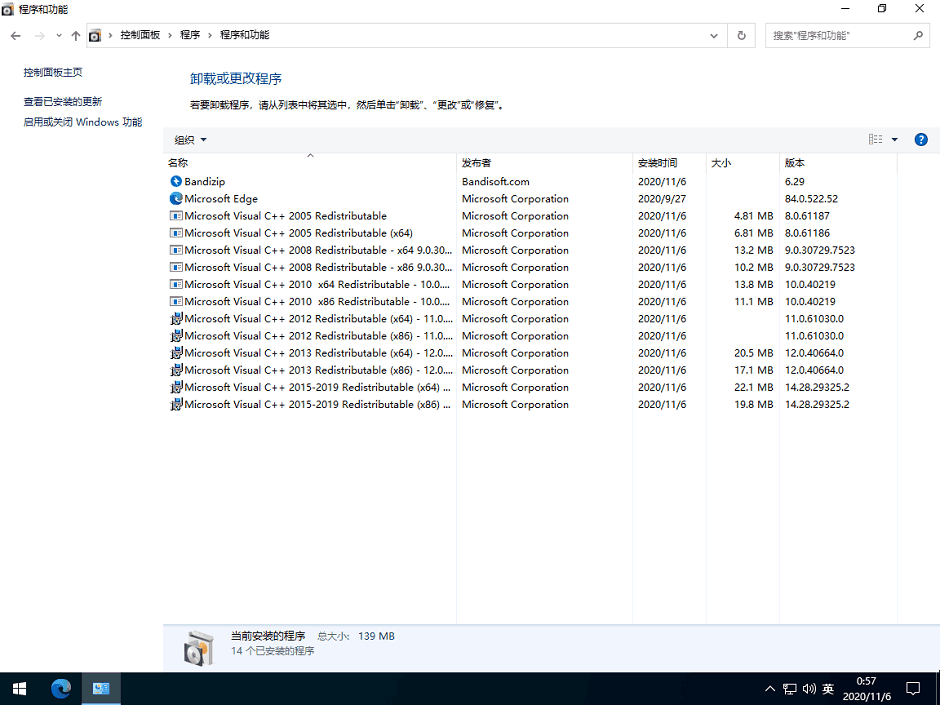 程序和功能
控制面板 程序 程序和功能
搜索"程序和功能"
控制面板主页
查看已安装的更新
启用或关闭 Windows 功能
卸载或更改程序
若要卸载程序，请从列表中将其选中，然后单击"卸载"、"更改"或"修复"。
组织
名称 发布者 安装时间 大小 版本
Bandizip Bandisoft.com 2020/11/6 6.29
Microsoft Edge Microsoft Corporation 2020/9/27 84.0.522.52
Microsoft Visual C++ 2005 Redistributable Microsoft Corporation 2020/11/6 4.81 MB 8.0.61187
Microsoft Visual C++ 2005 Redistributable (x64) Microsoft Corporation 2020/11/6 6.81 MB 8.0.61186
Microsoft Visual C++ 2008 Redistributable - x64 9.0.30... Microsoft Corporation 2020/11/6 13.2 MB 9.0.30729.7523
Microsoft Visual C++ 2008 Redistributable - x86 9.0.30... Microsoft Corporation 2020/11/6 10.2 MB 9.0.30729.7523
Microsoft Visual C++ 2010  x64 Redistributable - 10.0.... Microsoft Corporation 2020/11/6 13.8 MB 10.0.40219
Microsoft Visual C++ 2010  x86 Redistributable - 10.0.... Microsoft Corporation 2020/11/6 11.1 MB 10.0.40219
Microsoft Visual C++ 2012 Redistributable (x64) - 11.0.... Microsoft Corporation 2020/11/6 11.0.61030.0
Microsoft Visual C++ 2012 Redistributable (x86) - 11.0.... Microsoft Corporation 2020/11/6 11.0.61030.0
Microsoft Visual C++ 2013 Redistributable (x64) - 12.0.... Microsoft Corporation 2020/11/6 20.5 MB 12.0.40664.0
Microsoft Visual C++ 2013 Redistributable (x86) - 12.0.... Microsoft Corporation 2020/11/6 17.1 MB 12.0.40664.0
Microsoft Visual C++ 2015-2019 Redistributable (x64) ... Microsoft Corporation 2020/11/6 22.1 MB 14.28.29325.2
Microsoft Visual C++ 2015-2019 Redistributable (x86) ... Microsoft Corporation 2020/11/6 19.8 MB 14.28.29325.2
当前安装的程序 总大小: 139 MB
14 个已安装的程序
英
0:57
2020/11/6